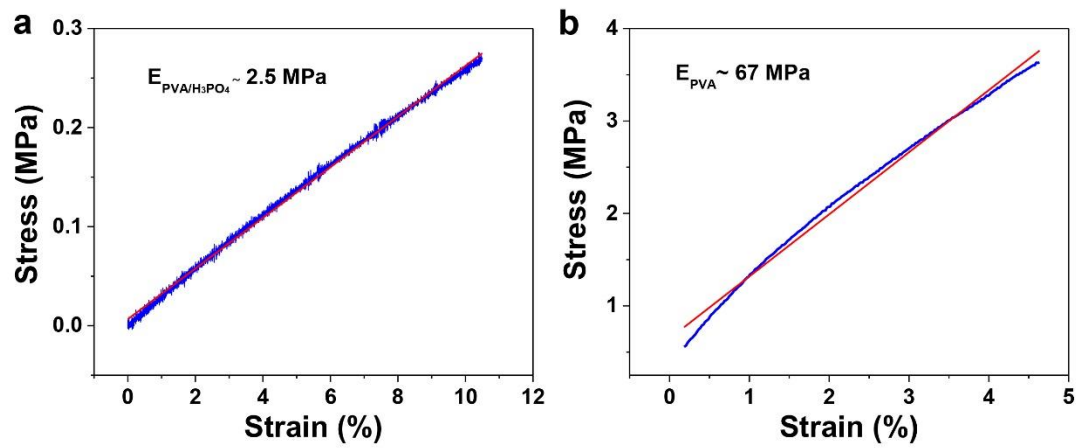 a
E_PVA/H₃PO₄ ~ 2.5 MPa
0.3
0.2
0.1
0.0
Stress (MPa)
0 2 4 6 8 10 12
Strain (%)
b
E_PVA ~ 67 MPa
4
3
2
1
Stress (MPa)
0 1 2 3 4 5
Strain (%)